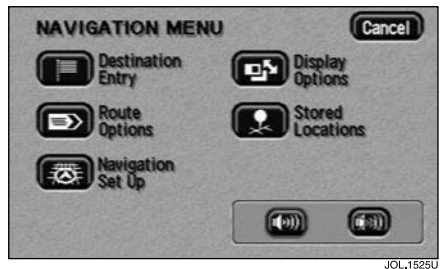 NAVIGATION MENU
Cancel
Destination
Entry
Display
Options
Route
Options
Stored
Locations
Navigation
Set Up
JOL.1525U